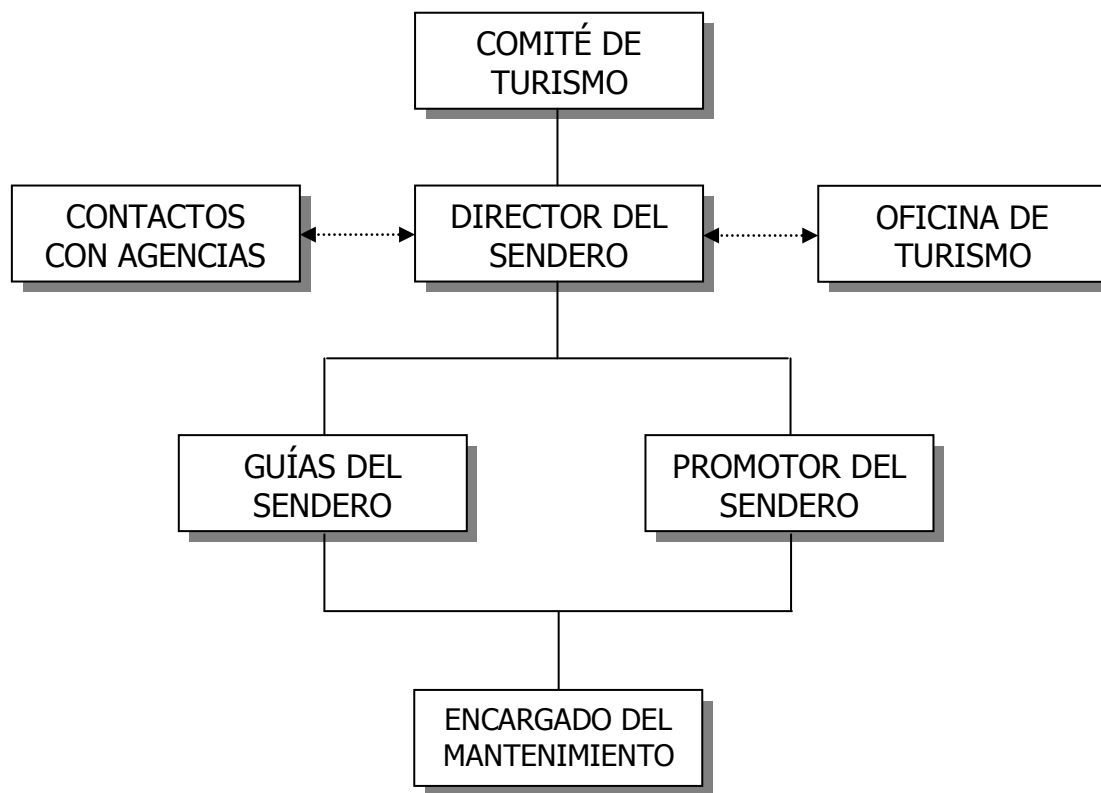 COMITÉ DE
TURISMO
CONTACTOS
CON AGENCIAS
DIRECTOR DEL
SENDERO
OFICINA DE
TURISMO
GUÍAS DEL
SENDERO
PROMOTOR DEL
SENDERO
ENCARGADO DEL
MANTENIMIENTO